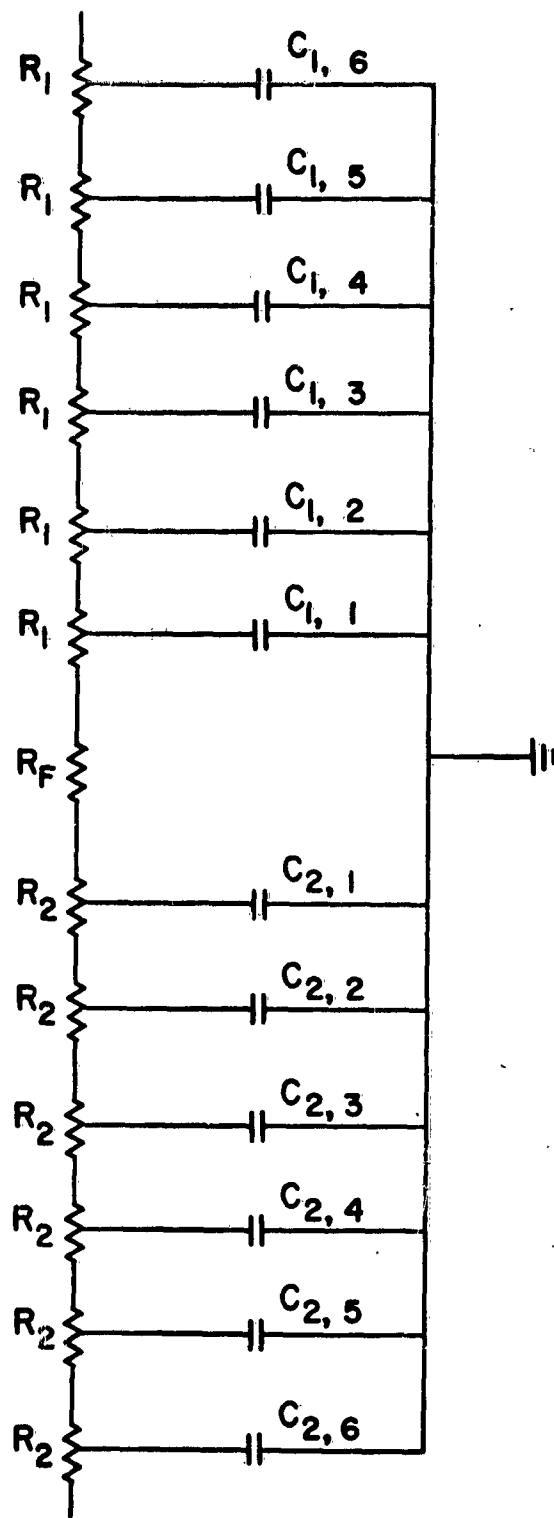 R1 C1, 6
R1 C1, 5
R1 C1, 4
R1 C1, 3
R1 C1, 2
R1 C1, 1
RF
R2 C2, 1
R2 C2, 2
R2 C2, 3
R2 C2, 4
R2 C2, 5
R2 C2, 6